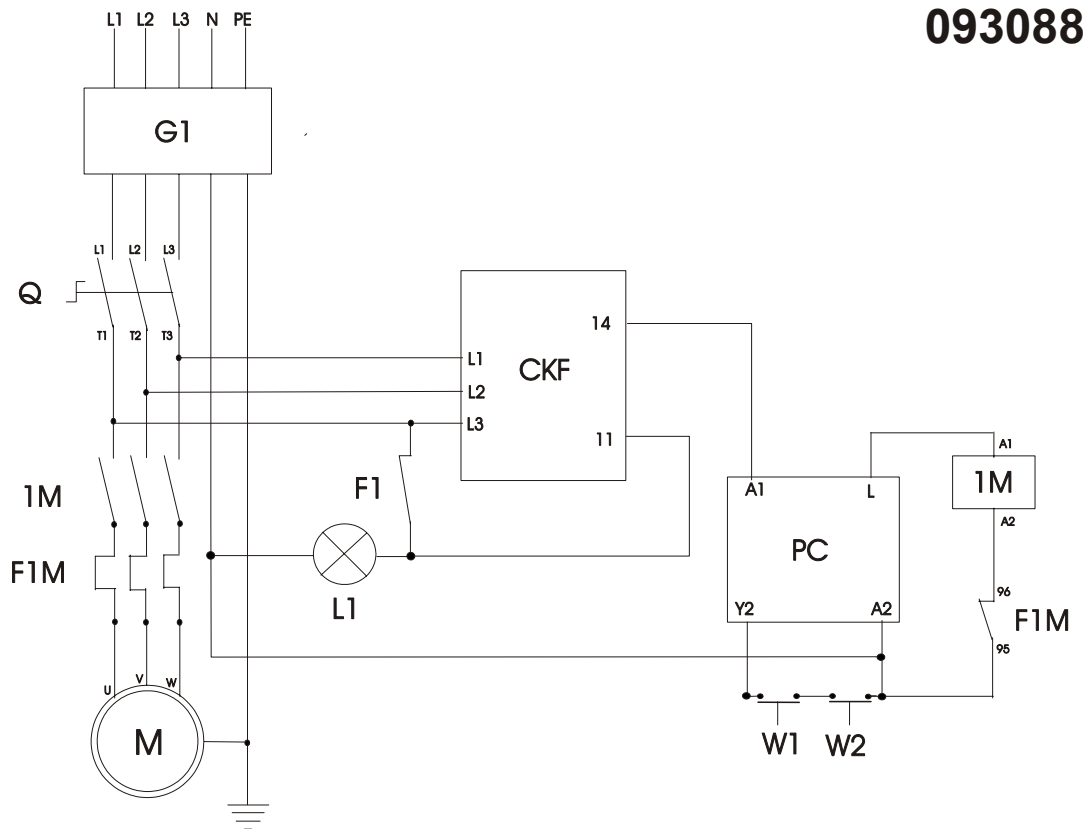 093088
L1 L2 L3 N PE
G1
L1 L2 L3
Q
T1 T2 T3
14
L1
CKF
L2
L3
11
A1
1M
F1
A1 L
1M
A2
PC
F1M
96
L1
Y2 A2
F1M
95
U V W
M
W1 W2